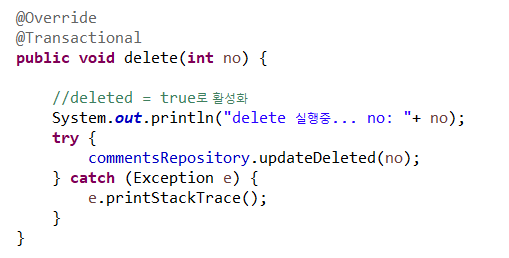 @Override
@Transactional
public void delete(int no) {
//deleted = true로 활성화
System.out.println("delete 실행중... no: "+ no);
try {
commentsRepository.updateDeleted(no);
} catch (Exception e) {
e.printStackTrace();
}
}